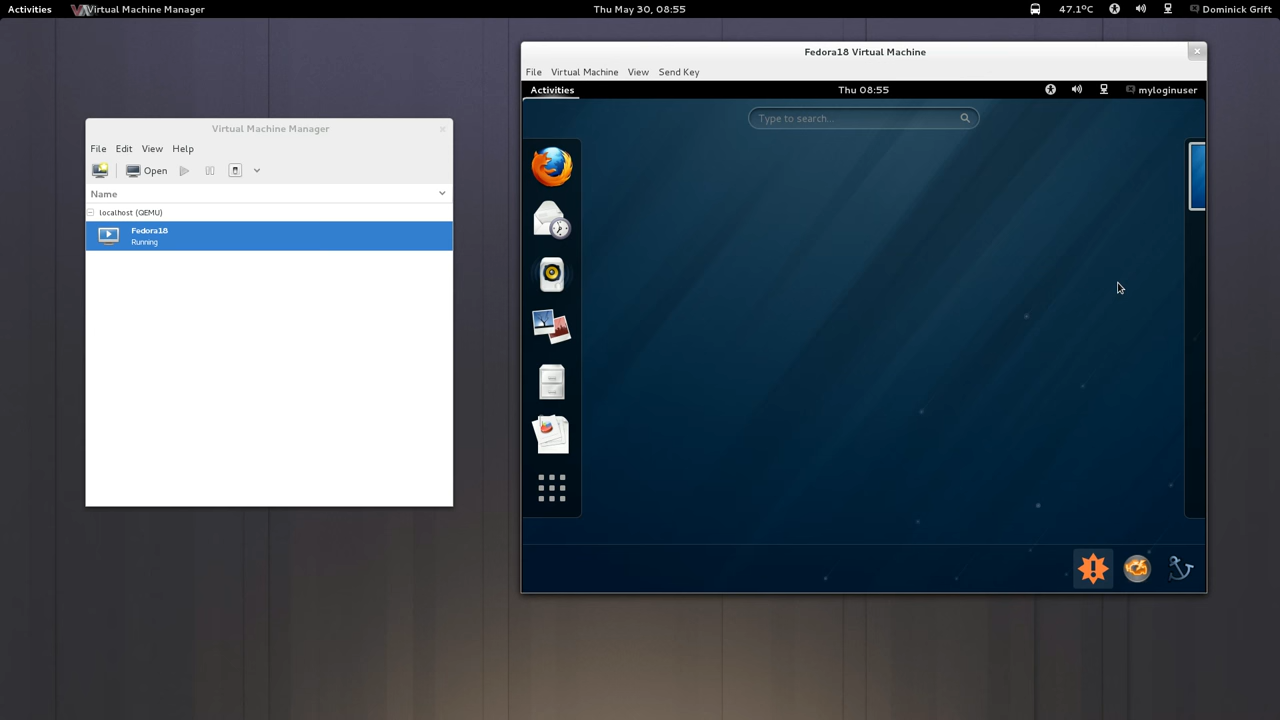 Activities Virtual Machine Manager Thu May 30, 08:55 47.1°C Dominick Grift
Virtual Machine Manager
File Edit View Help
Open
Name
localhost (QEMU)
Fedora18
Running
Fedora18 Virtual Machine
File Virtual Machine View Send Key
Activities Thu 08:55 myloginuser
Type to search...